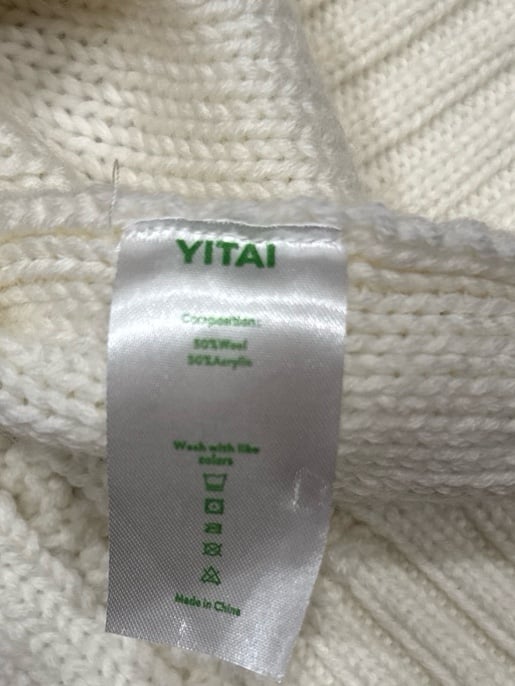 YITAI
Composition:
50%Wool
50%Acrylic
Wash with like
colors
Made in China